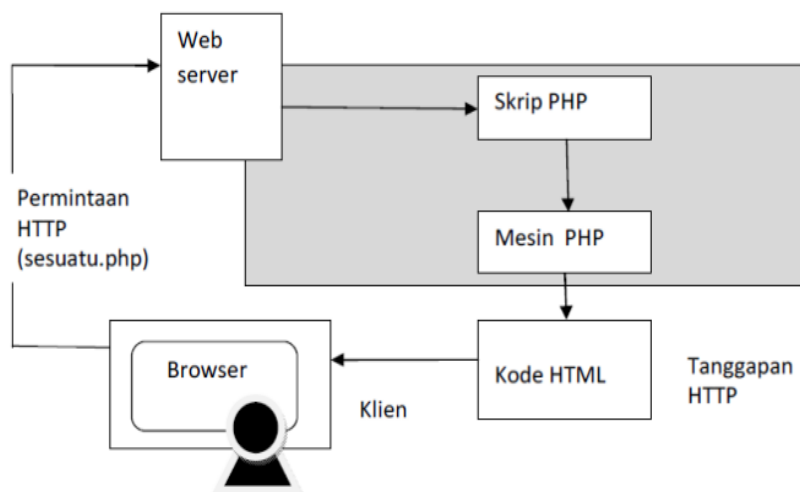 Web
server
Skrip PHP
Permintaan
HTTP
(sesuatu.php)
Mesin PHP
Browser
Kode HTML
Tanggapan
HTTP
Klien